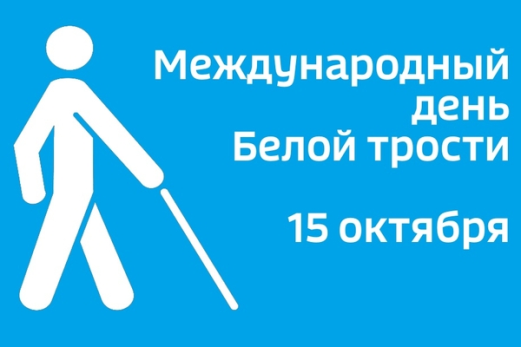 Международный
день
Белой трости
15 октября